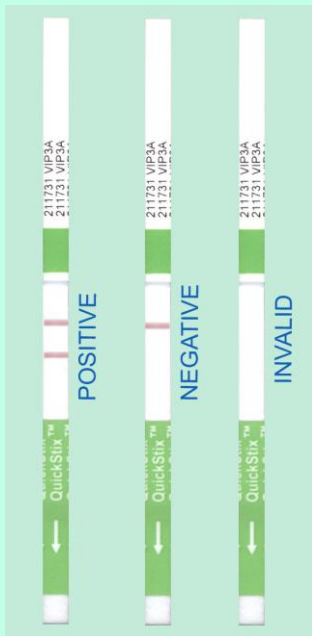 211731 VIP3A
211731 VIP3A
POSITIVE
QuickStix™
211731 VIP3A
211731 VIP3A
NEGATIVE
QuickStix™
211731 VIP3A
211731 VIP3A
INVALID
QuickStix™